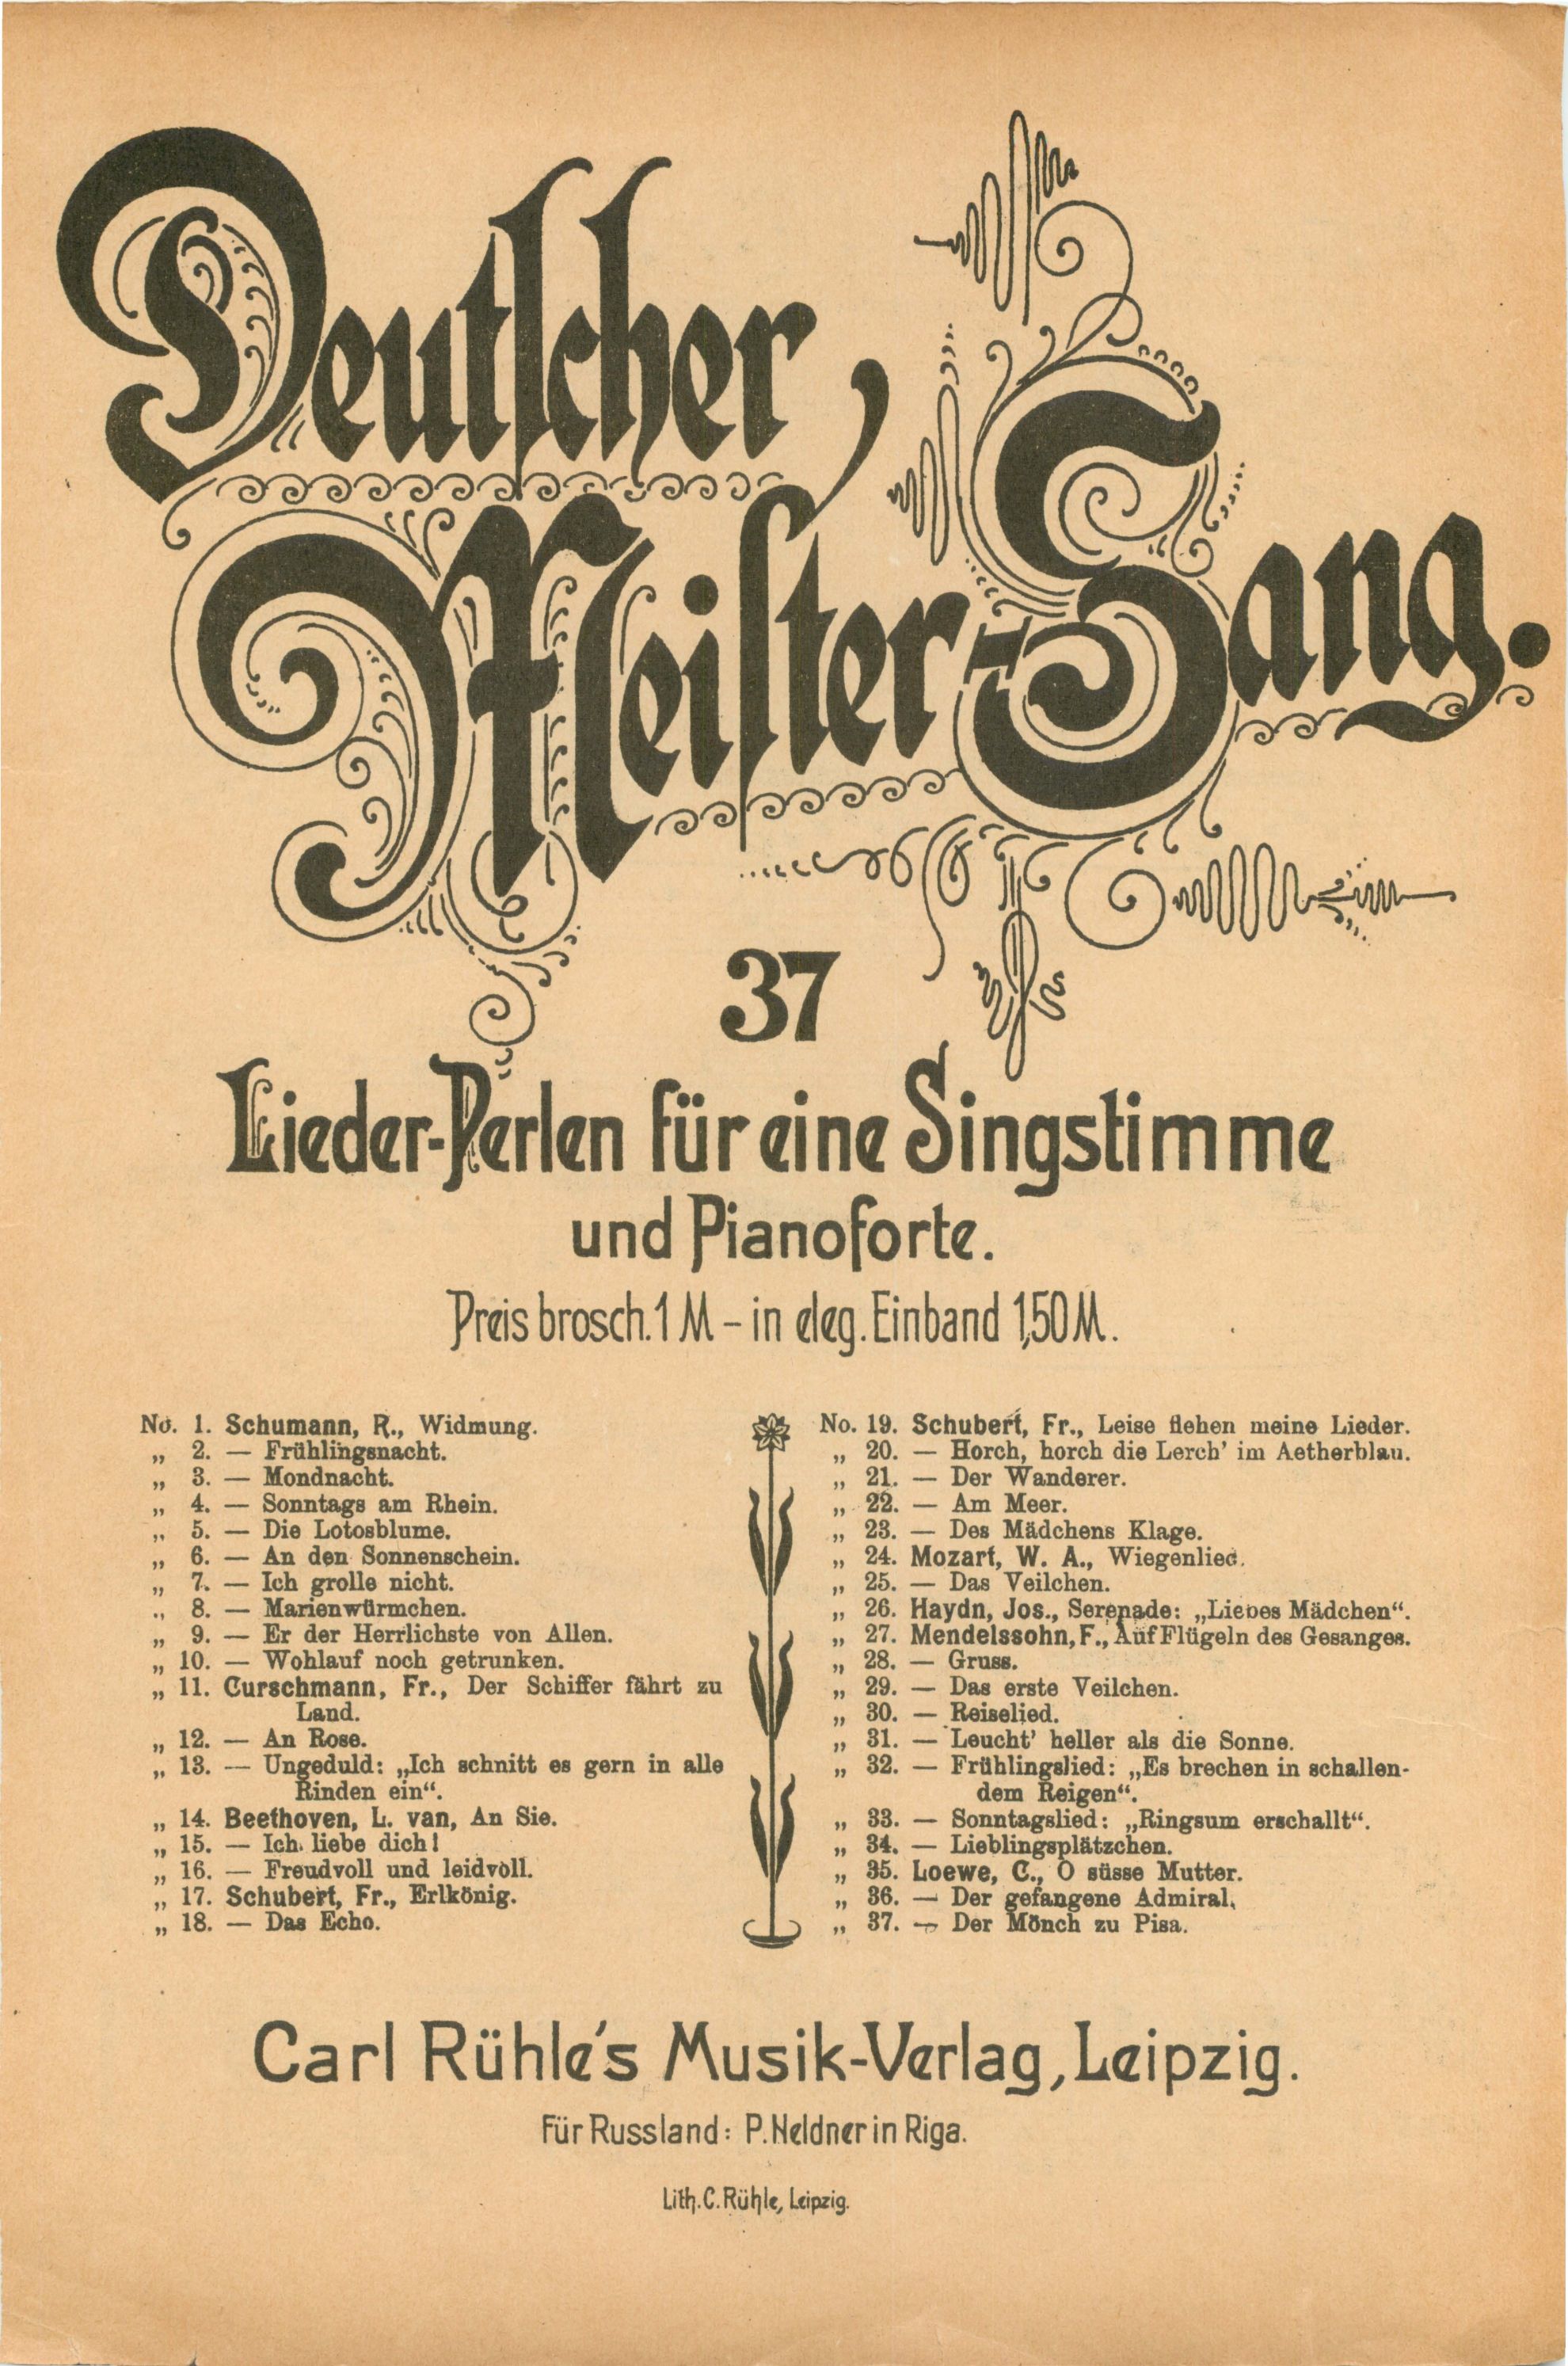 Deutscher
Meister-Sang.
37
Lieder-Perlen für eine Singstimme
und Pianoforte.
Preis brosch. 1 M – in eleg. Einband 1,50 M.
No. 1. Schumann, R., Widmung.
„ 2. — Frühlingsnacht.
„ 3. — Mondnacht.
„ 4. — Sonntags am Rhein.
„ 5. — Die Lotosblume.
„ 6. — An den Sonnenschein.
„ 7. — Ich grolle nicht.
„ 8. — Marienwürmchen.
„ 9. — Er der Herrlichste von Allen.
„ 10. — Wohlauf noch getrunken.
„ 11. Curschmann, Fr., Der Schiffer fährt zu
Land.
„ 12. — An Rose.
„ 13. — Ungeduld: „Ich schnitt es gern in alle
Rinden ein“.
„ 14. Beethoven, L. van, An Sie.
„ 15. — Ich liebe dich!
„ 16. — Freudvoll und leidvoll.
„ 17. Schubert, Fr., Erlkönig.
„ 18. — Das Echo.
No. 19. Schubert, Fr., Leise flehen meine Lieder.
„ 20. — Horch, horch die Lerch’ im Aetherblau.
„ 21. — Der Wanderer.
„ 22. — Am Meer.
„ 23. — Des Mädchens Klage.
„ 24. Mozart, W. A., Wiegenlied.
„ 25. — Das Veilchen.
„ 26. Haydn, Jos., Serenade: „Liebes Mädchen“.
„ 27. Mendelssohn, F., Auf Flügeln des Gesanges.
„ 28. — Gruss.
„ 29. — Das erste Veilchen.
„ 30. — Reiselied.
„ 31. — Leucht’ heller als die Sonne.
„ 32. — Frühlingslied: „Es brechen in schallen-
dem Reigen“.
„ 33. — Sonntagslied: „Ringsum erschallt“.
„ 34. — Lieblingsplätzchen.
„ 35. Loewe, C., O süsse Mutter.
„ 36. — Der gefangene Admiral.
„ 37. — Der Mönch zu Pisa.
Carl Rühle's Musik-Verlag, Leipzig.
Für Russland: P. Neldner in Riga.
Lith. C. Rühle, Leipzig.